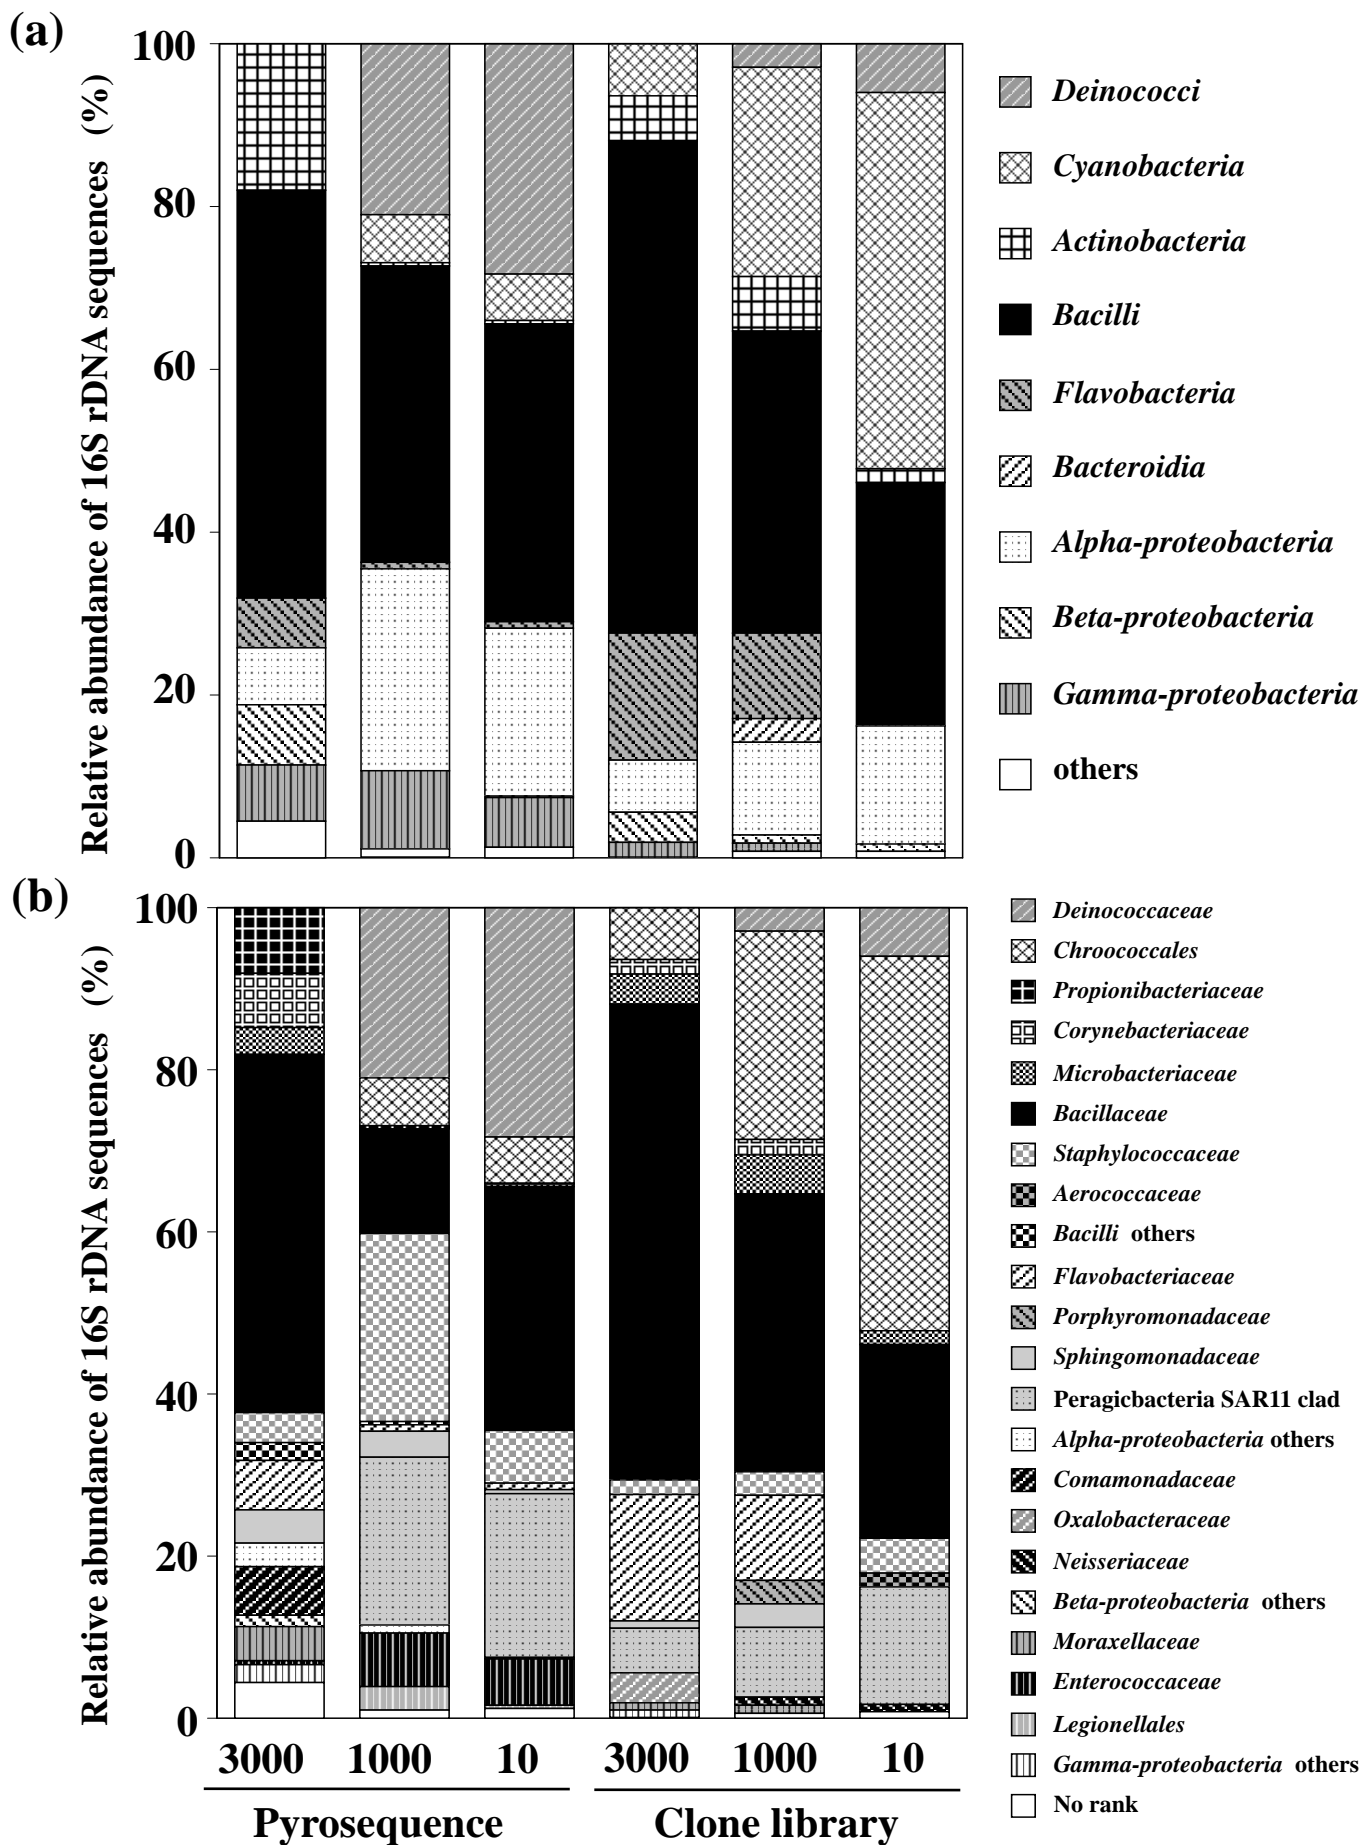 (a)
Relative abundance of 16S rDNA sequences (%)
100
80
60
40
20
0
Deinococci
Cyanobacteria
Actinobacteria
Bacilli
Flavobacteria
Bacteroidia
Alpha-proteobacteria
Beta-proteobacteria
Gamma-proteobacteria
others
(b)
Relative abundance of 16S rDNA sequences (%)
100
80
60
40
20
0
Deinococcaceae
Chroococcales
Propionibacteriaceae
Corynebacteriaceae
Microbacteriaceae
Bacillaceae
Staphylococcaceae
Aerococcaceae
Bacilli others
Flavobacteriaceae
Porphyromonadaceae
Sphingomonadaceae
Peragicbacteria SAR11 clad
Alpha-proteobacteria others
Comamonadaceae
Oxalobacteraceae
Neisseriaceae
Beta-proteobacteria others
Moraxellaceae
Enterococcaceae
Legionellales
Gamma-proteobacteria others
No rank
3000 1000 10 3000 1000 10
Pyrosequence Clone library